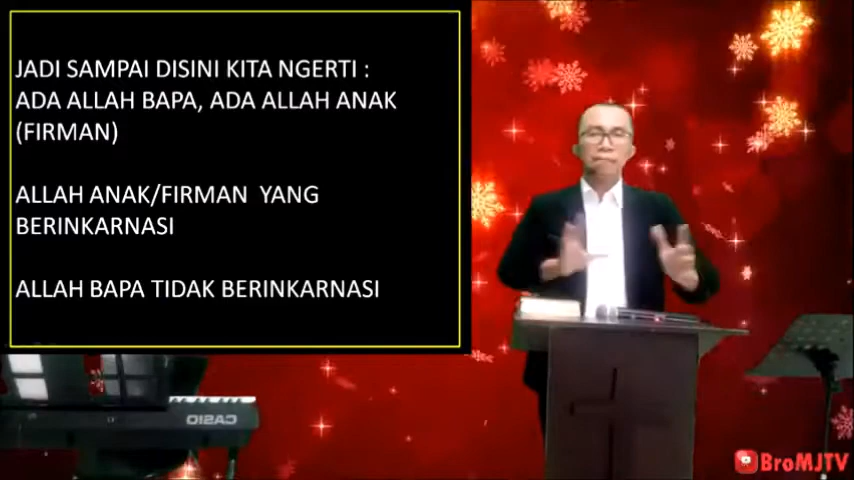 JADI SAMPAI DISINI KITA NGERTI :
ADA ALLAH BAPA, ADA ALLAH ANAK
(FIRMAN)
ALLAH ANAK/FIRMAN YANG
BERINKARNASI
ALLAH BAPA TIDAK BERINKARNASI
CASIO
BroMJTV